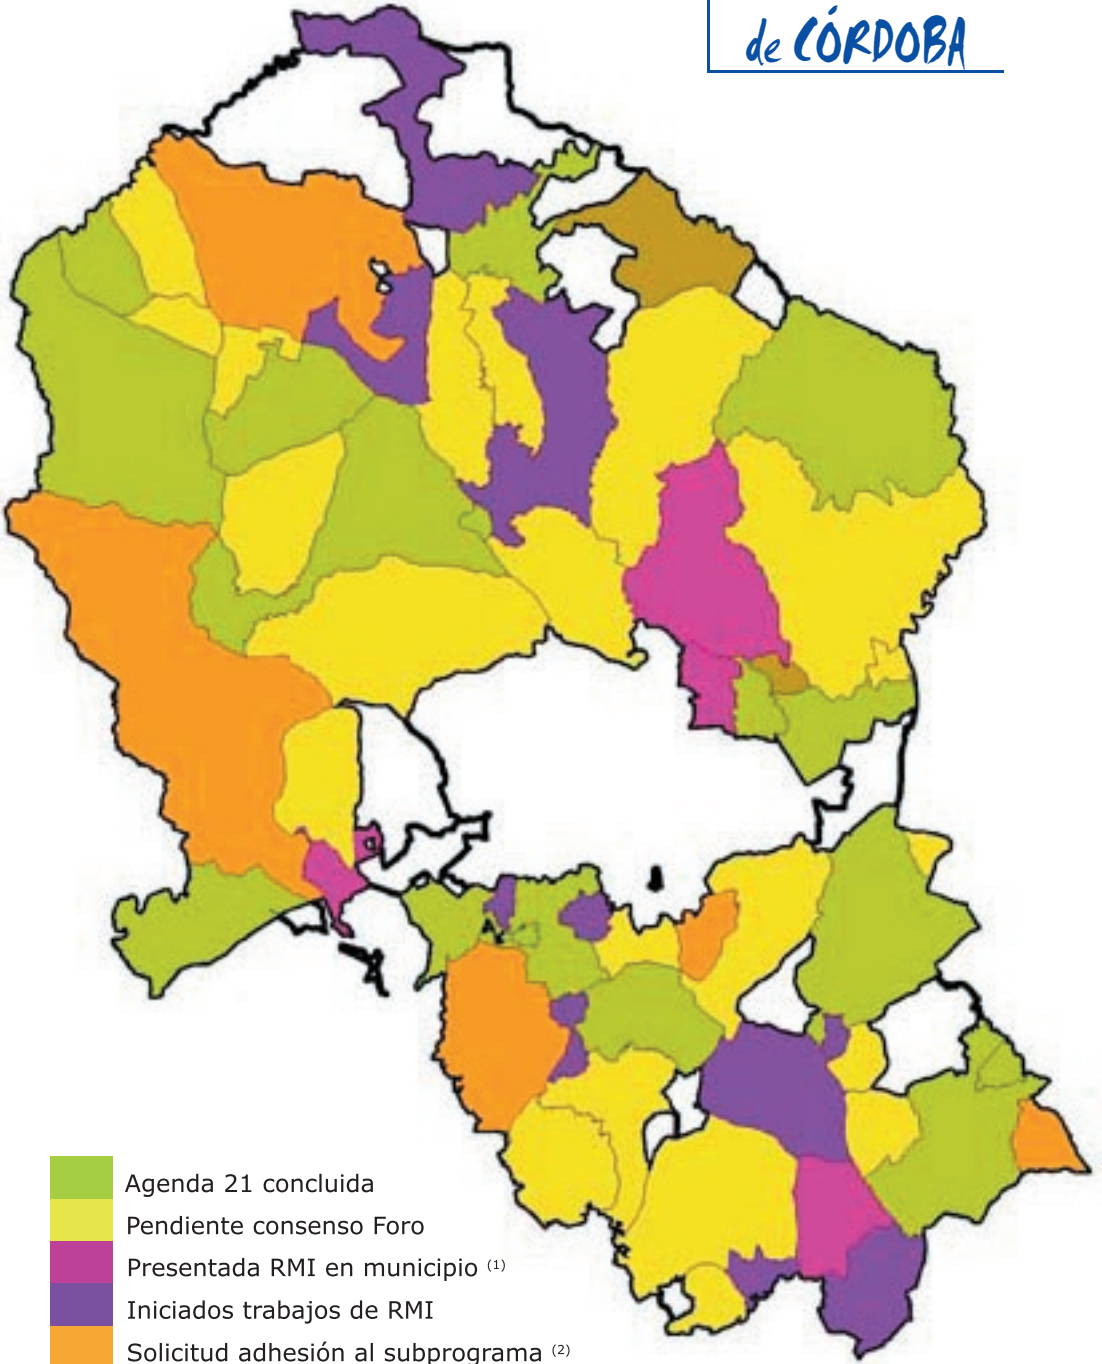 de CÓRDOBA
A
Agenda 21 concluida
Pendiente consenso Foro
Presentada RMI en municipio (1)
Iniciados trabajos de RMI
Solicitud adhesión al subprograma (2)